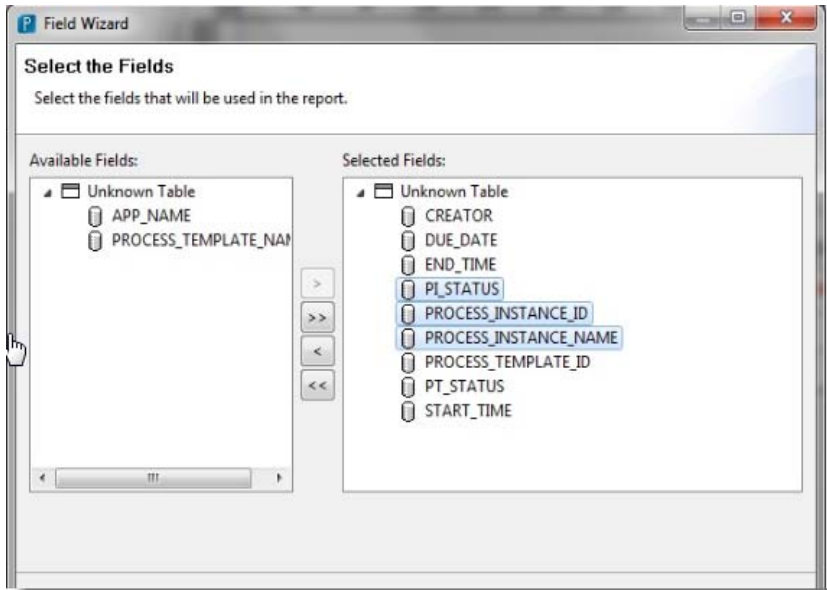 Field Wizard
Select the Fields
Select the fields that will be used in the report.
Available Fields:
Unknown Table
APP_NAME
PROCESS_TEMPLATE_NAM
Selected Fields:
Unknown Table
CREATOR
DUE_DATE
END_TIME
PI_STATUS
PROCESS_INSTANCE_ID
PROCESS_INSTANCE_NAME
PROCESS_TEMPLATE_ID
PT_STATUS
START_TIME
>
>>
<
<<